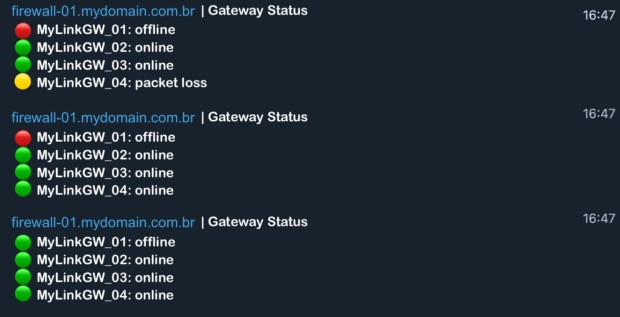 firewall-01.mydomain.com.br | Gateway Status 16:47
MyLinkGW_01: offline
MyLinkGW_02: online
MyLinkGW_03: online
MyLinkGW_04: packet loss
firewall-01.mydomain.com.br | Gateway Status 16:47
MyLinkGW_01: offline
MyLinkGW_02: online
MyLinkGW_03: online
MyLinkGW_04: online
firewall-01.mydomain.com.br | Gateway Status 16:47
MyLinkGW_01: offline
MyLinkGW_02: online
MyLinkGW_03: online
MyLinkGW_04: online